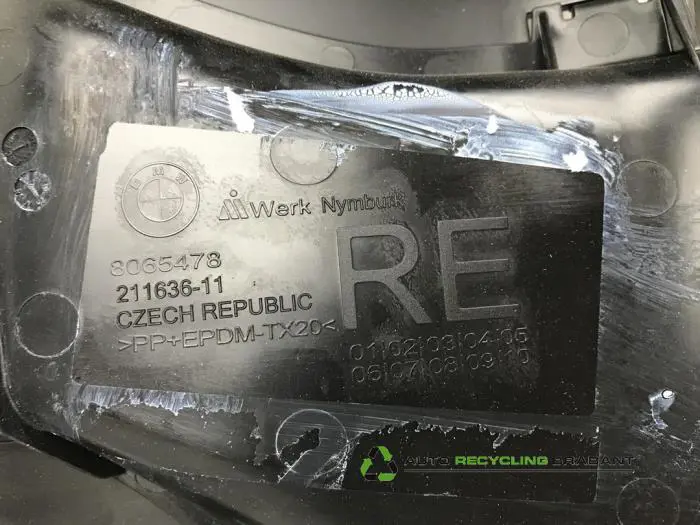 BMW
Werk Nymburk
8065478
211636-11
CZECH REPUBLIC
>PP+EPDM-TX20<
RE
01|02|03|04|05
06|07|08|09|10
AUTO RECYCLING BRABANT